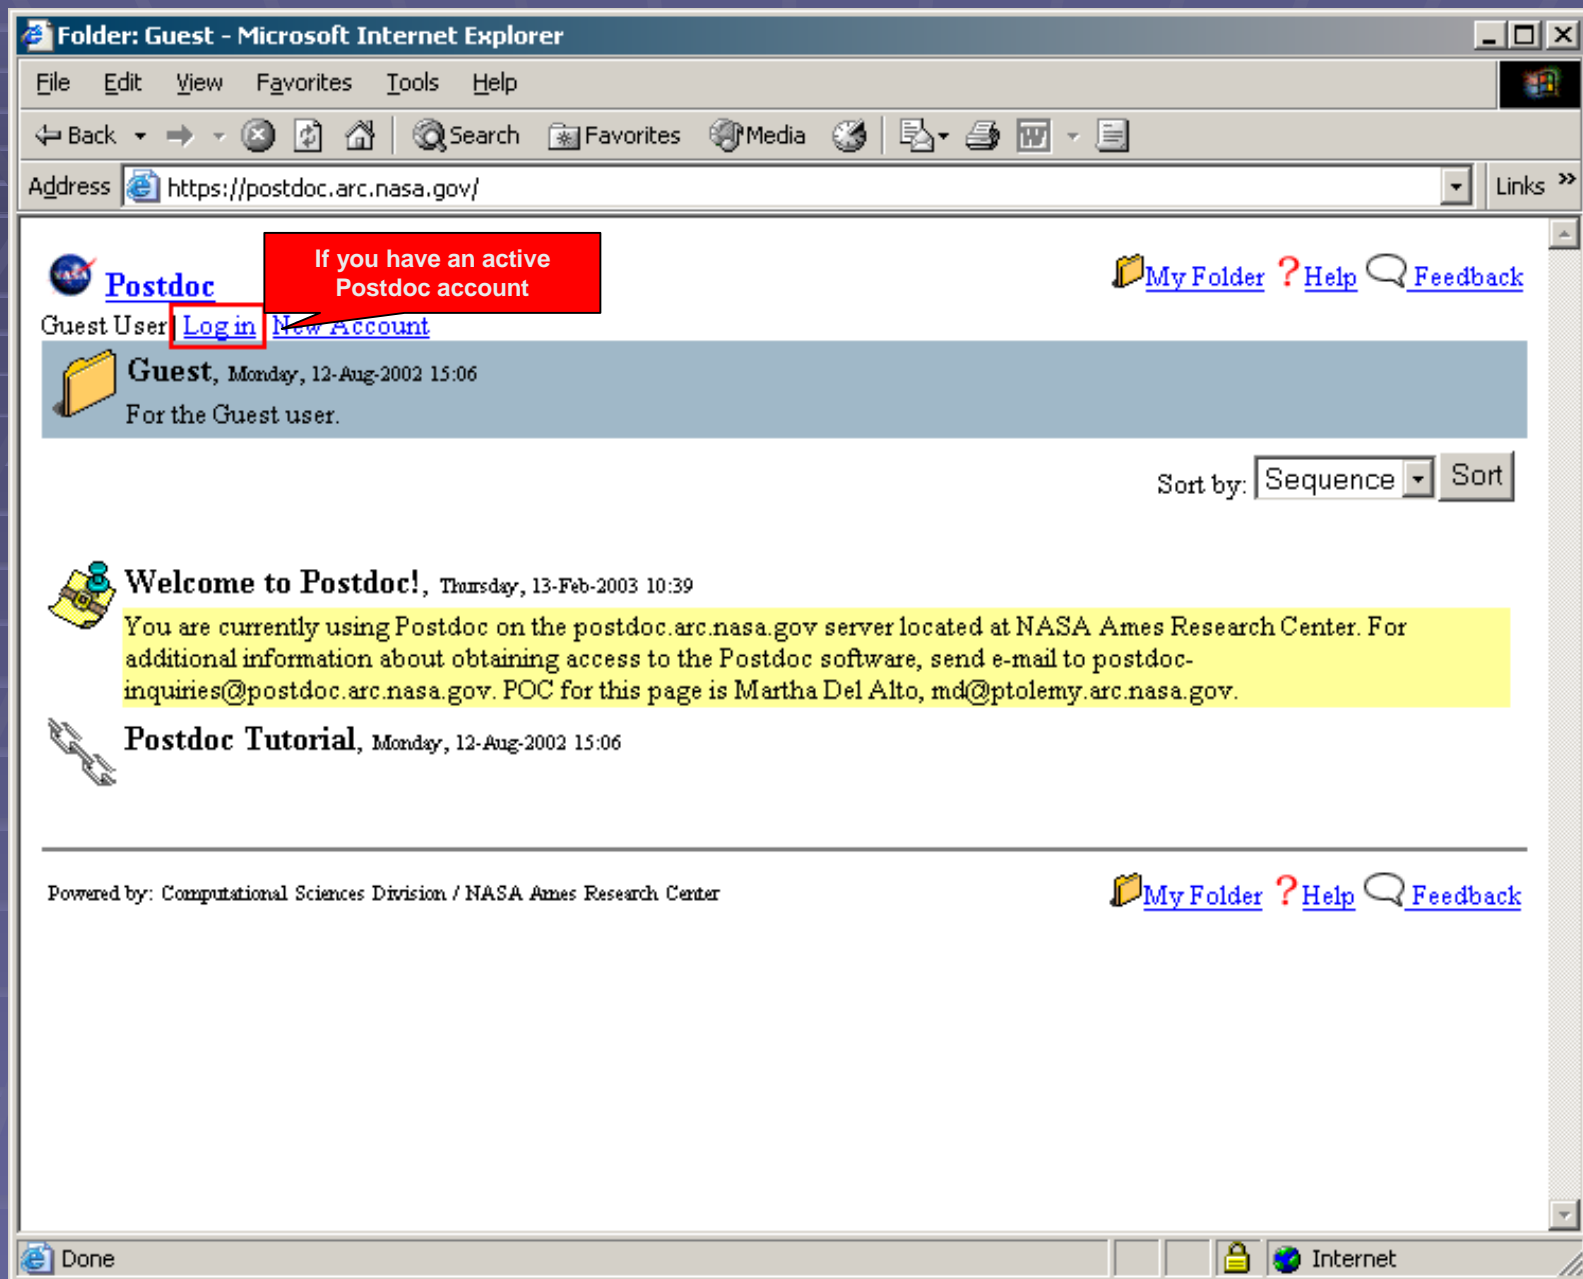 Folder: Guest - Microsoft Internet Explorer
File Edit View Favorites Tools Help
Back Search Favorites Media
Address https://postdoc.arc.nasa.gov/ Links »
If you have an active
Postdoc account
NASA Postdoc My Folder ? Help Feedback
Guest User | Log in New Account
Guest, Monday, 12-Aug-2002 15:06
For the Guest user.
Sort by: Sequence Sort
Welcome to Postdoc!, Thursday, 13-Feb-2003 10:39
You are currently using Postdoc on the postdoc.arc.nasa.gov server located at NASA Ames Research Center. For
additional information about obtaining access to the Postdoc software, send e-mail to postdoc-
inquiries@postdoc.arc.nasa.gov. POC for this page is Martha Del Alto, md@ptolemy.arc.nasa.gov.
Postdoc Tutorial, Monday, 12-Aug-2002 15:06
Powered by: Computational Sciences Division / NASA Ames Research Center
My Folder ? Help Feedback
Done Internet